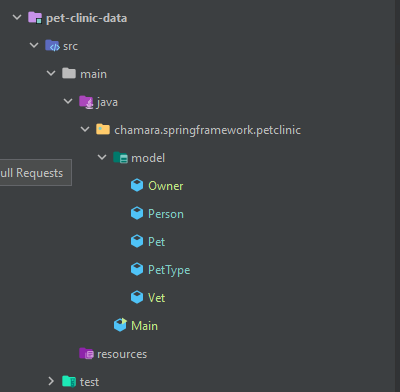 pet-clinic-data
src
main
java
chamara.springframework.petclinic
model
Owner
ull Requests
Person
Pet
PetType
Vet
Main
resources
test